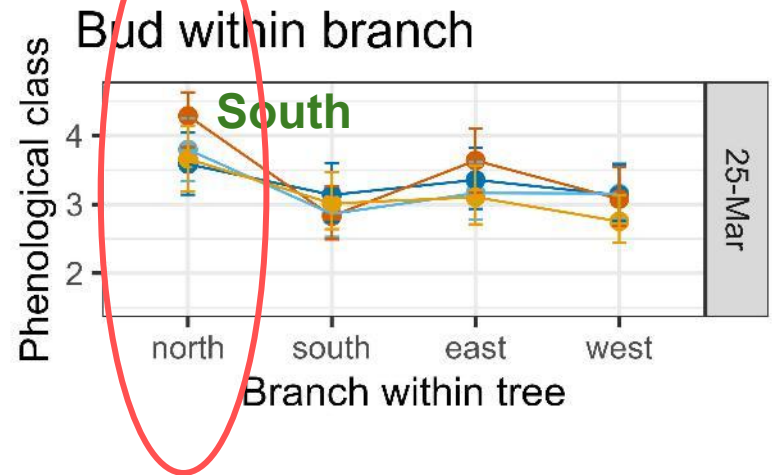 Bud within branch
South
Phenological class
4
3
2
25-Mar
north south east west
Branch within tree